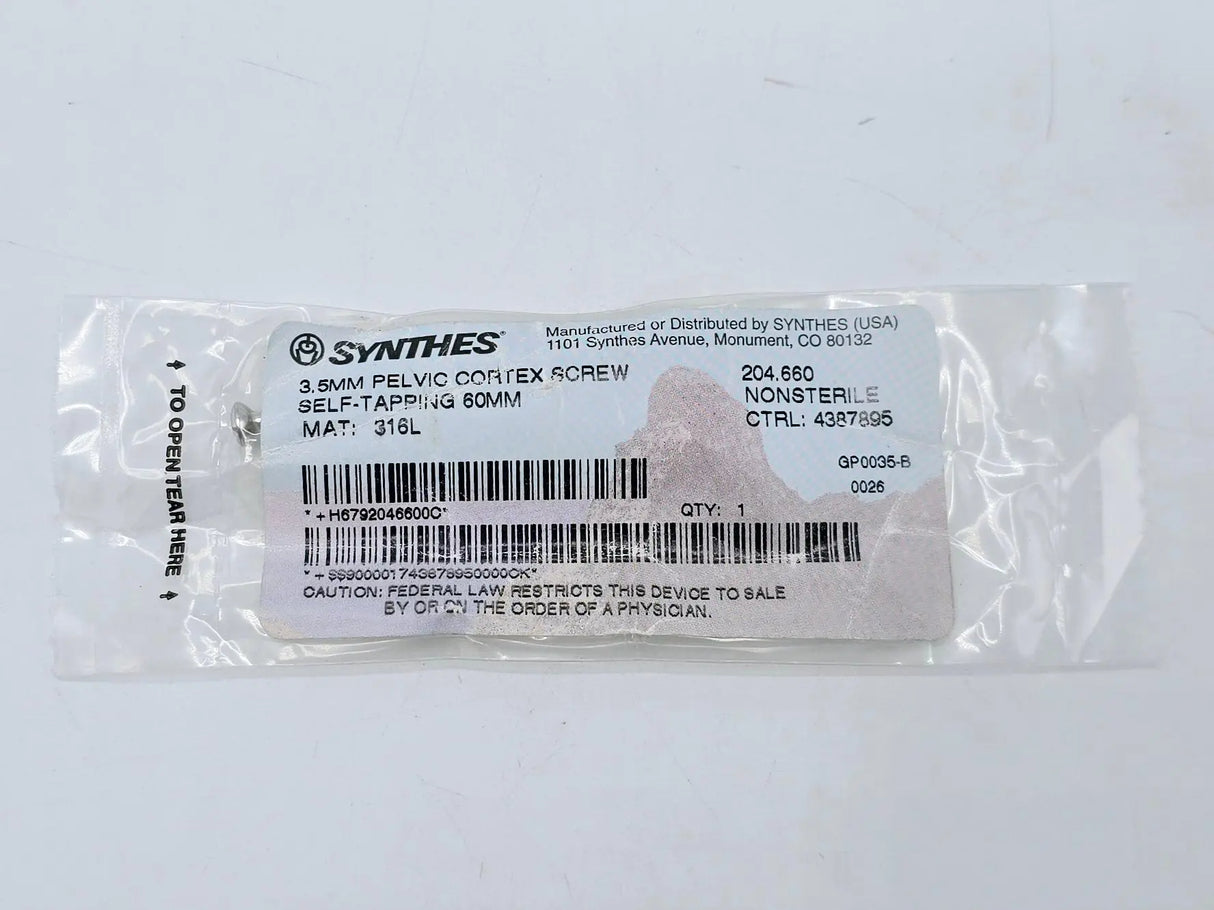 SYNTHES®
Manufactured or Distributed by SYNTHES (USA)
1101 Synthes Avenue, Monument, CO 80132
3.5MM PELVIC CORTEX SCREW
SELF-TAPPING 60MM
MAT: 316L
204.660
NONSTERILE
CTRL: 4387895
GP0035-B
0026
*+H6792046600C*
QTY: 1
CAUTION: FEDERAL LAW RESTRICTS THIS DEVICE TO SALE
BY OR ON THE ORDER OF A PHYSICIAN.
TO OPEN TEAR HERE